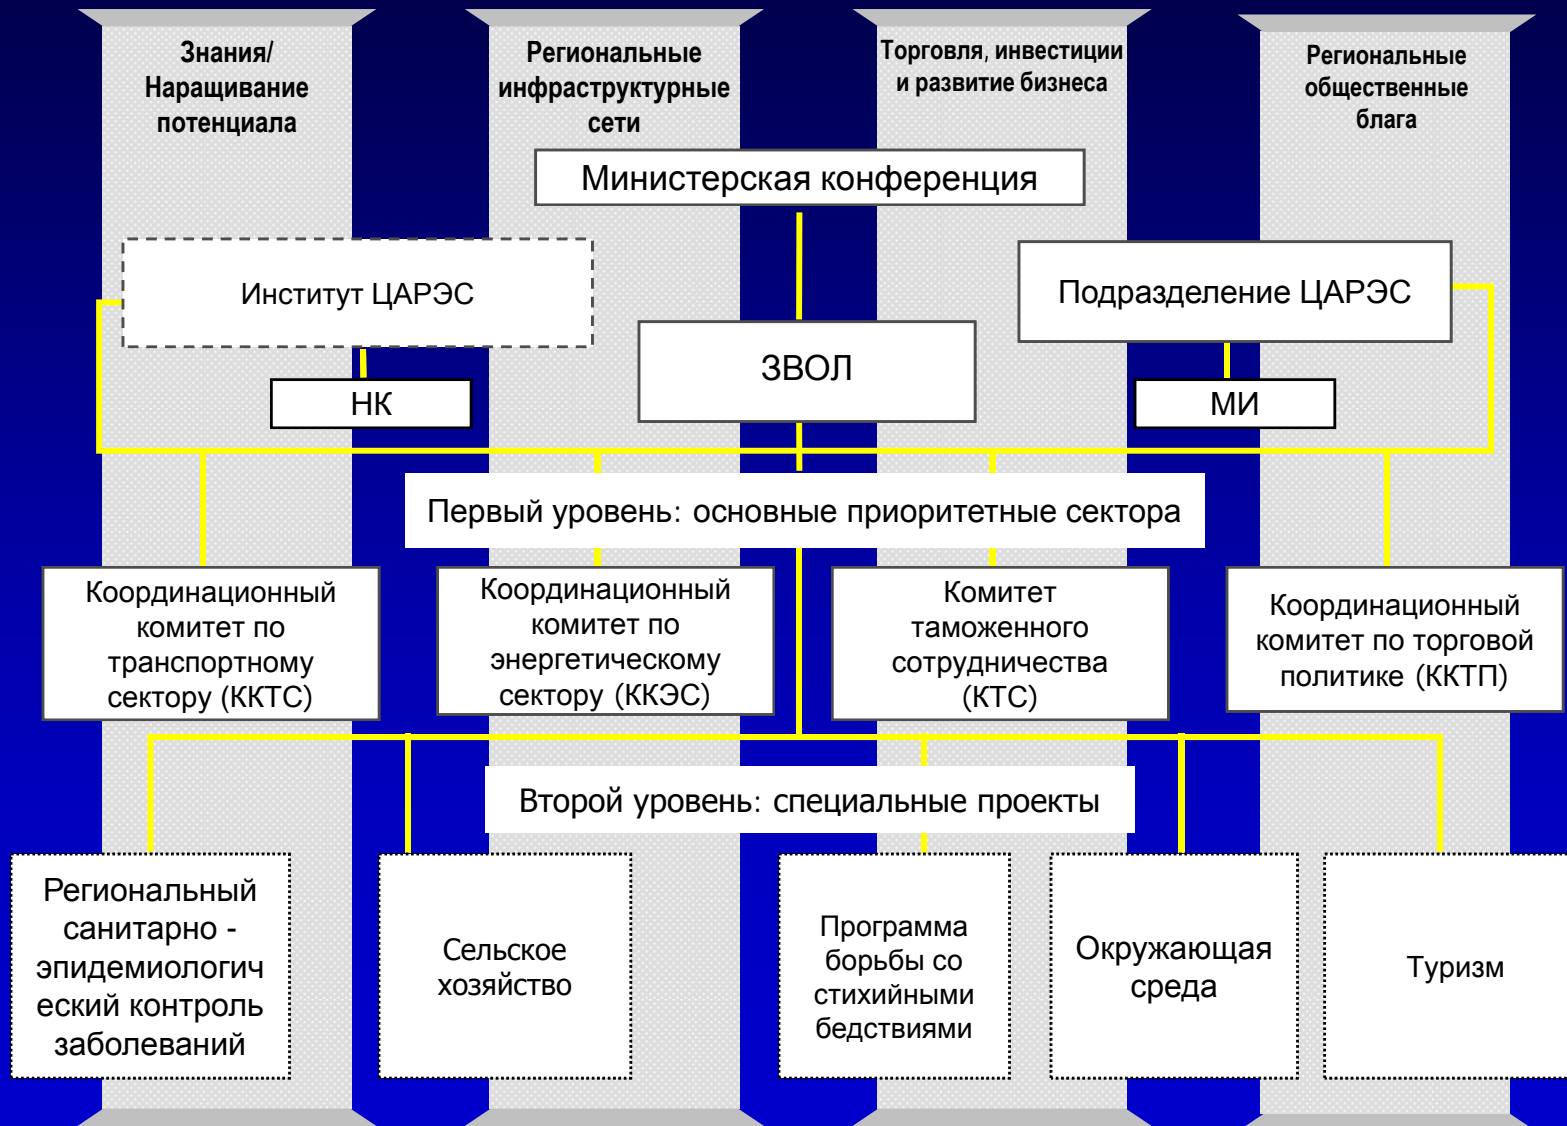 Знания/
Наращивание
потенциала
Региональные
инфраструктурные
сети
Торговля, инвестиции
и развитие бизнеса
Региональные
общественные
блага
Министерская конференция
Институт ЦАРЭС
Подразделение ЦАРЭС
ЗВОЛ
НК
МИ
Первый уровень: основные приоритетные сектора
Координационный
комитет по
транспортному
сектору (ККТС)
Координационный
комитет по
энергетическому
сектору (ККЭС)
Комитет
таможенного
сотрудничества
(КТС)
Координационный
комитет по торговой
политике (ККТП)
Второй уровень: специальные проекты
Региональный
санитарно -
эпидемиологич
еский контроль
заболеваний
Сельское
хозяйство
Программа
борьбы со
стихийными
бедствиями
Окружающая
среда
Туризм